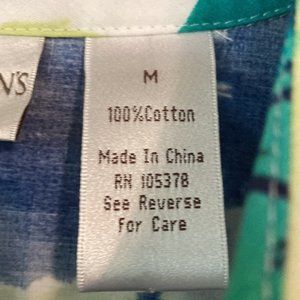 N'S
M
100%Cotton
Made In China
RN 105378
See Reverse
For Care